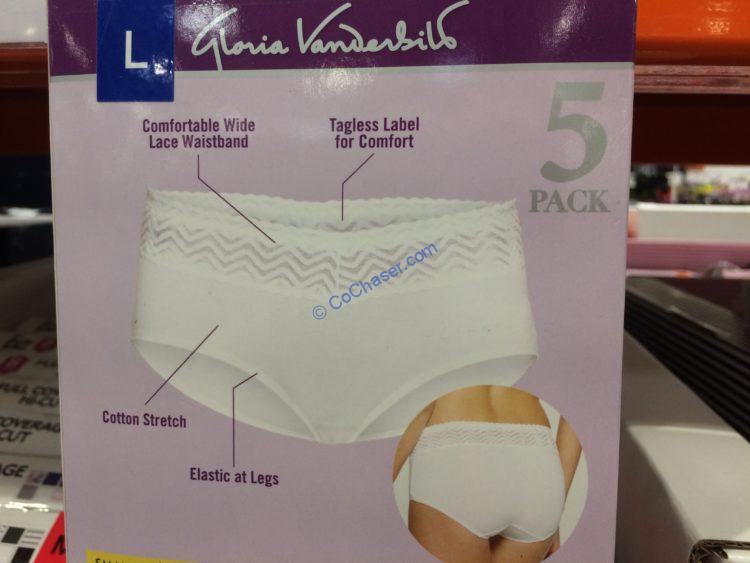 L
Gloria Vanderbilt
5
PACK
Comfortable Wide
Lace Waistband
Tagless Label
for Comfort
© CoChaser.com
Cotton Stretch
Elastic at Legs